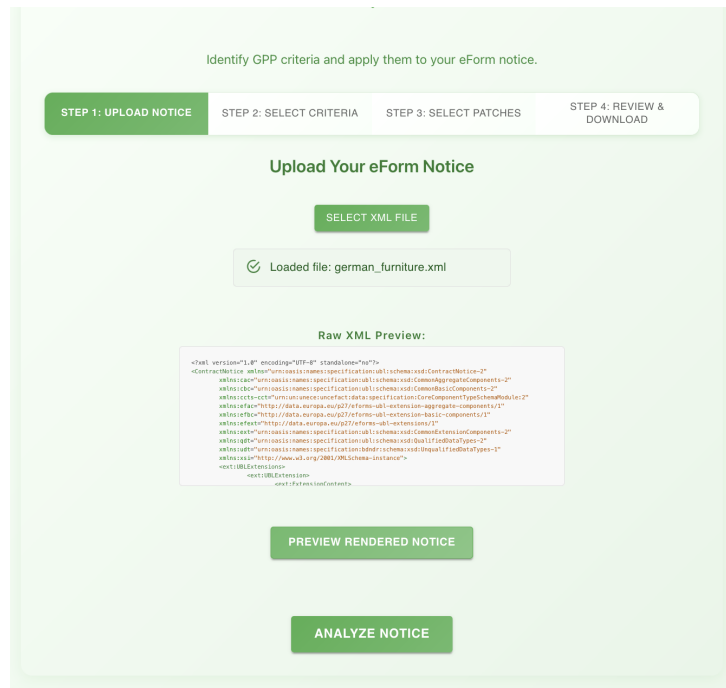 Identify GPP criteria and apply them to your eForm notice.
STEP 1: UPLOAD NOTICE
STEP 2: SELECT CRITERIA
STEP 3: SELECT PATCHES
STEP 4: REVIEW &
DOWNLOAD
Upload Your eForm Notice
SELECT XML FILE
Loaded file: german_furniture.xml
Raw XML Preview:
<?xml version="1.0" encoding="UTF-8" standalone="no"?>
<ContractNotice xmlns="urn:oasis:names:specification:ubl:schema:xsd:ContractNotice-2"
xmlns:cac="urn:oasis:names:specification:ubl:schema:xsd:CommonAggregateComponents-2"
xmlns:cbc="urn:oasis:names:specification:ubl:schema:xsd:CommonBasicComponents-2"
xmlns:ccts-cct="urn:un:unece:uncefact:data:specification:CoreComponentTypeSchemaModule:2"
xmlns:efac="http://data.europa.eu/p27/eforms-ubl-extension-aggregate-components/1"
xmlns:efbc="http://data.europa.eu/p27/eforms-ubl-extension-basic-components/1"
xmlns:efext="http://data.europa.eu/p27/eforms-ubl-extensions/1"
xmlns:ext="urn:oasis:names:specification:ubl:schema:xsd:CommonExtensionComponents-2"
xmlns:qdt="urn:oasis:names:specification:ubl:schema:xsd:QualifiedDataTypes-2"
xmlns:udt="urn:oasis:names:specification:bdndr:schema:xsd:UnqualifiedDataTypes-1"
xmlns:xsi="http://www.w3.org/2001/XMLSchema-instance">
<ext:UBLExtensions>
<ext:UBLExtension>
<ext:ExtensionContent>
PREVIEW RENDERED NOTICE
ANALYZE NOTICE